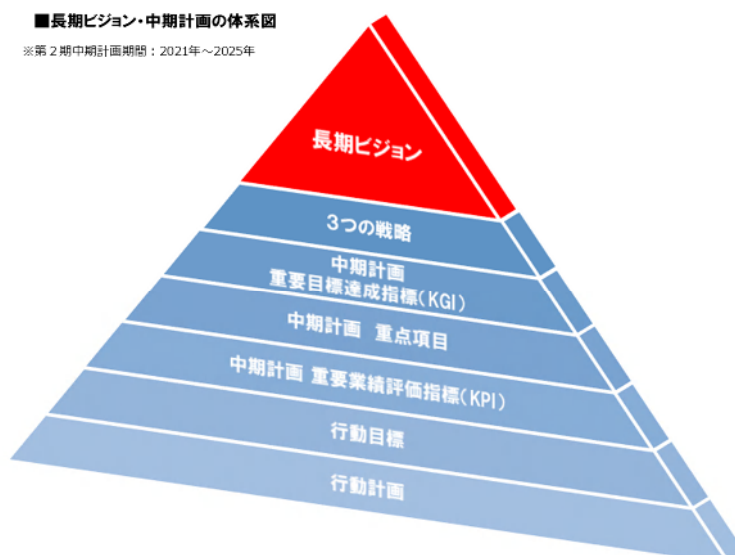 ■長期ビジョン・中期計画の体系図
※第２期中期計画期間：2021年～2025年
長期ビジョン
３つの戦略
中期計画
重要目標達成指標(KGI)
中期計画 重点項目
中期計画 重要業績評価指標(KPI)
行動目標
行動計画